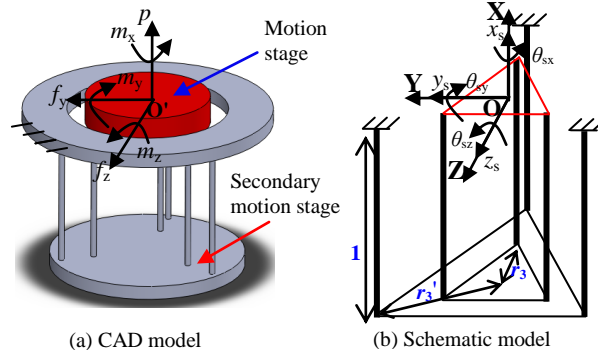 p
mx
my
fy
O'
mz
fz
Motion
stage
Secondary
motion stage
(a) CAD model
X
xs
θsx
Y
ys
θsy
O
θsz
zs
Z
1
r3
r3'
(b) Schematic model